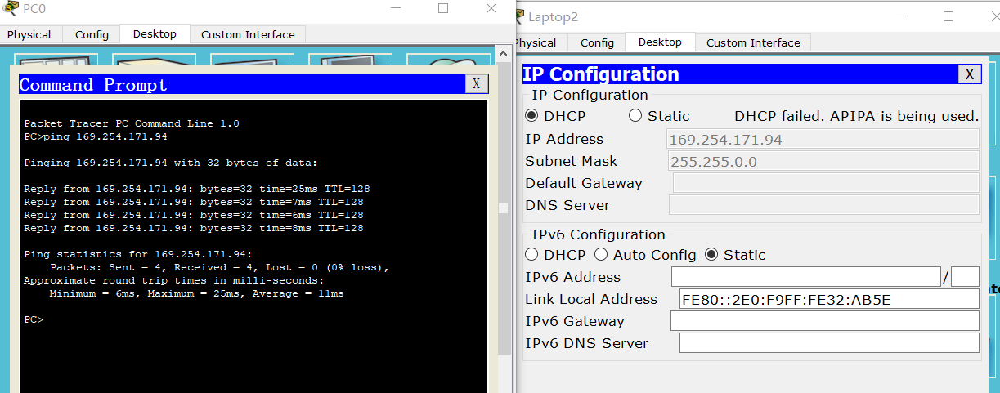 PC0
Physical Config Desktop Custom Interface
Command Prompt X
Packet Tracer PC Command Line 1.0
PC>ping 169.254.171.94
Pinging 169.254.171.94 with 32 bytes of data:
Reply from 169.254.171.94: bytes=32 time=25ms TTL=128
Reply from 169.254.171.94: bytes=32 time=7ms TTL=128
Reply from 169.254.171.94: bytes=32 time=6ms TTL=128
Reply from 169.254.171.94: bytes=32 time=8ms TTL=128
Ping statistics for 169.254.171.94:
Packets: Sent = 4, Received = 4, Lost = 0 (0% loss),
Approximate round trip times in milli-seconds:
Minimum = 6ms, Maximum = 25ms, Average = 11ms
PC>
Laptop2
Physical Config Desktop Custom Interface
IP Configuration X
IP Configuration
DHCP Static DHCP failed. APIPA is being used.
IP Address 169.254.171.94
Subnet Mask 255.255.0.0
Default Gateway
DNS Server
IPv6 Configuration
DHCP Auto Config Static
IPv6 Address /
Link Local Address FE80::2E0:F9FF:FE32:AB5E
IPv6 Gateway
IPv6 DNS Server